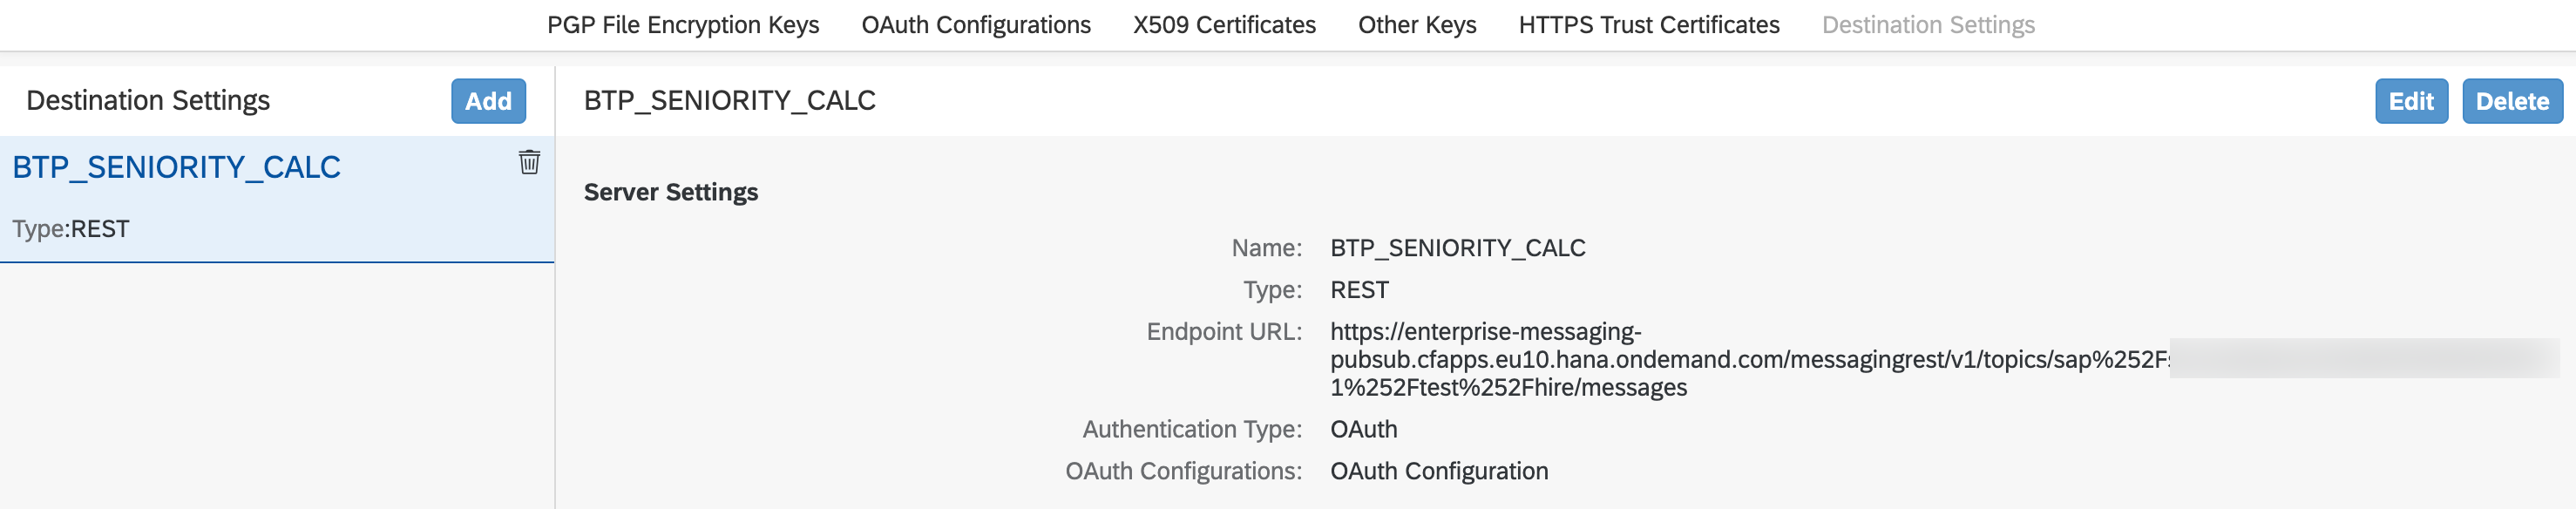 PGP File Encryption Keys OAuth Configurations X509 Certificates Other Keys HTTPS Trust Certificates Destination Settings
Destination Settings Add
BTP_SENIORITY_CALC
Type:REST
BTP_SENIORITY_CALC Edit Delete
Server Settings
Name: BTP_SENIORITY_CALC
Type: REST
Endpoint URL: https://enterprise-messaging-
pubsub.cfapps.eu10.hana.ondemand.com/messagingrest/v1/topics/sap%252F
1%252Ftest%252Fhire/messages
Authentication Type: OAuth
OAuth Configurations: OAuth Configuration